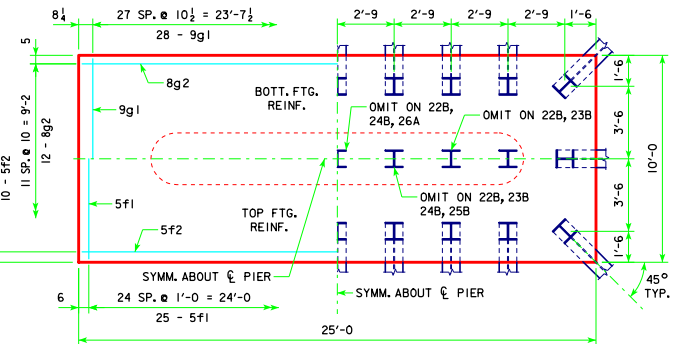 8¼
27 SP. @ 10½ = 23'-7½
28 - 9g1
2'-9
2'-9
2'-9
2'-9
1'-6
5
11 SP. @ 10 = 9'-2
12 - 8g2
10 - 5f2
8g2
9g1
BOTT. FTG.
REINF.
OMIT ON 22B,
24B, 26A
OMIT ON 22B, 23B
1'-6
3'-6
10'-0
5f1
TOP FTG.
REINF.
OMIT ON 22B, 23B
24B, 25B
3'-6
5f2
1'-6
SYMM. ABOUT ℄ PIER
SYMM. ABOUT ℄ PIER
45°
TYP.
6
24 SP. @ 1'-0 = 24'-0
25 - 5f1
25'-0